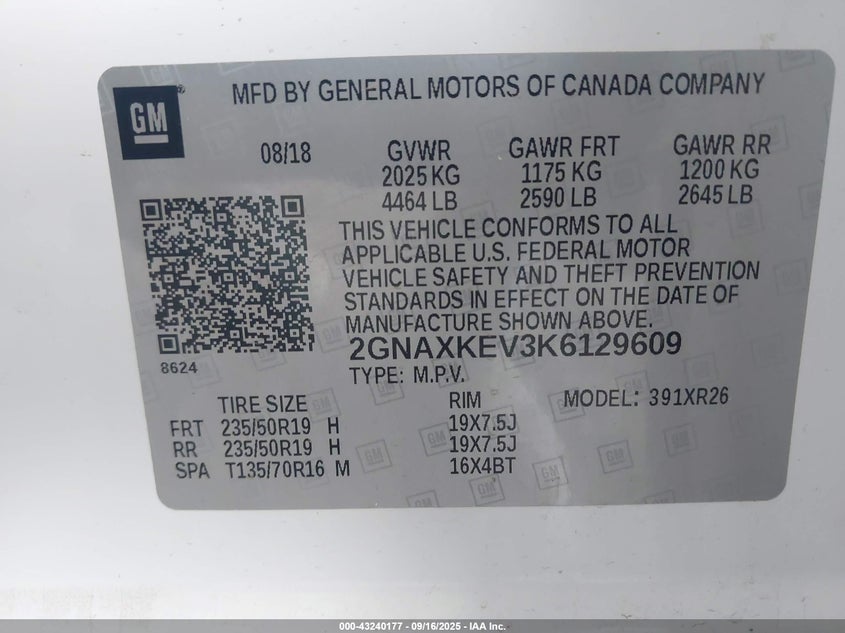 GM ® MFD BY GENERAL MOTORS OF CANADA COMPANY
08/18 GVWR GAWR FRT GAWR RR
2025 KG 1175 KG 1200 KG
4464 LB 2590 LB 2645 LB
THIS VEHICLE CONFORMS TO ALL
APPLICABLE U.S. FEDERAL MOTOR
VEHICLE SAFETY AND THEFT PREVENTION
STANDARDS IN EFFECT ON THE DATE OF
MANUFACTURE SHOWN ABOVE.
2GNAXKEV3K6129609
8624
TYPE: M.P.V.
TIRE SIZE RIM MODEL: 391XR26
FRT 235/50R19 H 19X7.5J
RR 235/50R19 H 19X7.5J
SPA T135/70R16 M 16X4BT
000-43240177 - 09/16/2025 - IAA Inc.